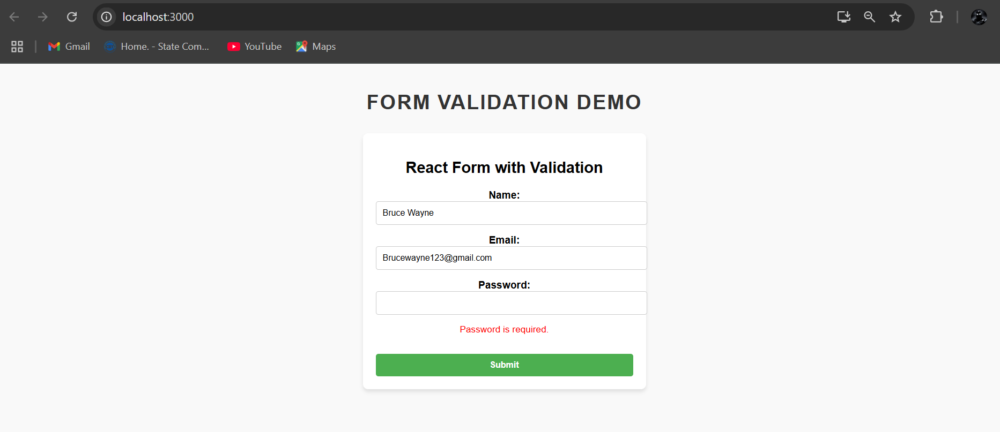 localhost:3000
Gmail
Home. - State Com...
YouTube
Maps
FORM VALIDATION DEMO
React Form with Validation
Name:
Bruce Wayne
Email:
Brucewayne123@gmail.com
Password:
Password is required.
Submit